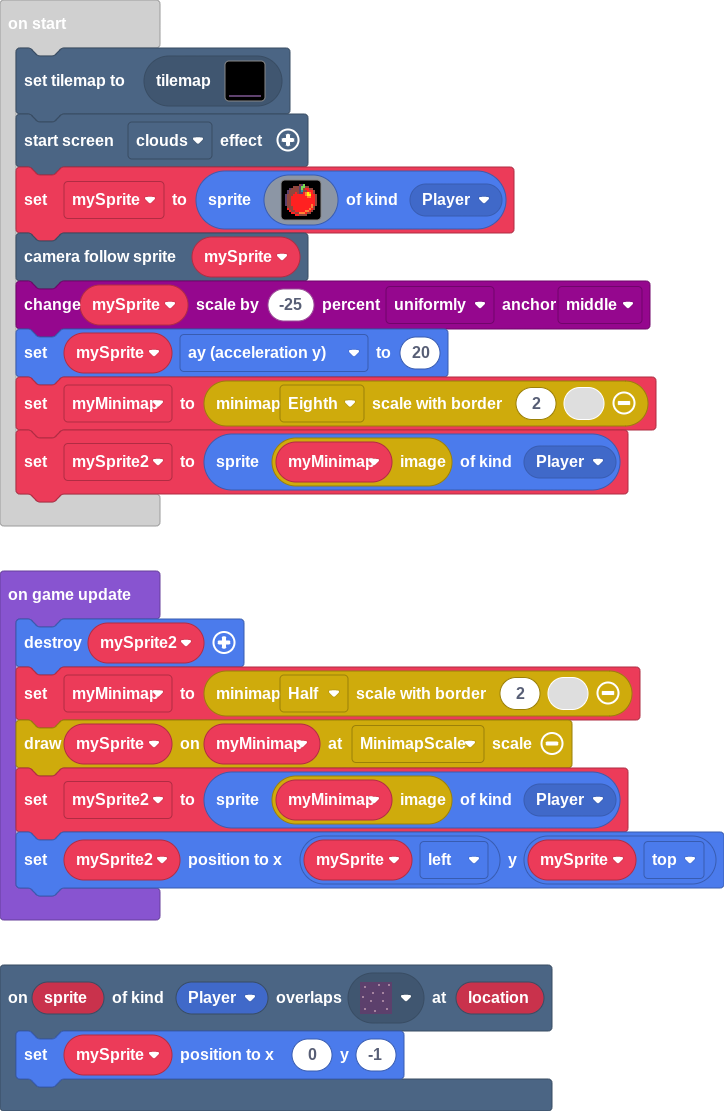 on start
set tilemap to tilemap
start screen clouds effect
set mySprite to sprite of kind Player
camera follow sprite mySprite
change mySprite scale by -25 percent uniformly anchor middle
set mySprite ay (acceleration y) to 20
set myMinimap to minimap Eighth scale with border 2
set mySprite2 to sprite myMinimap image of kind Player
on game update
destroy mySprite2
set myMinimap to minimap Half scale with border 2
draw mySprite on myMinimap at MinimapScale scale
set mySprite2 to sprite myMinimap image of kind Player
set mySprite2 position to x mySprite left y mySprite top
on sprite of kind Player overlaps at location
set mySprite position to x 0 y -1